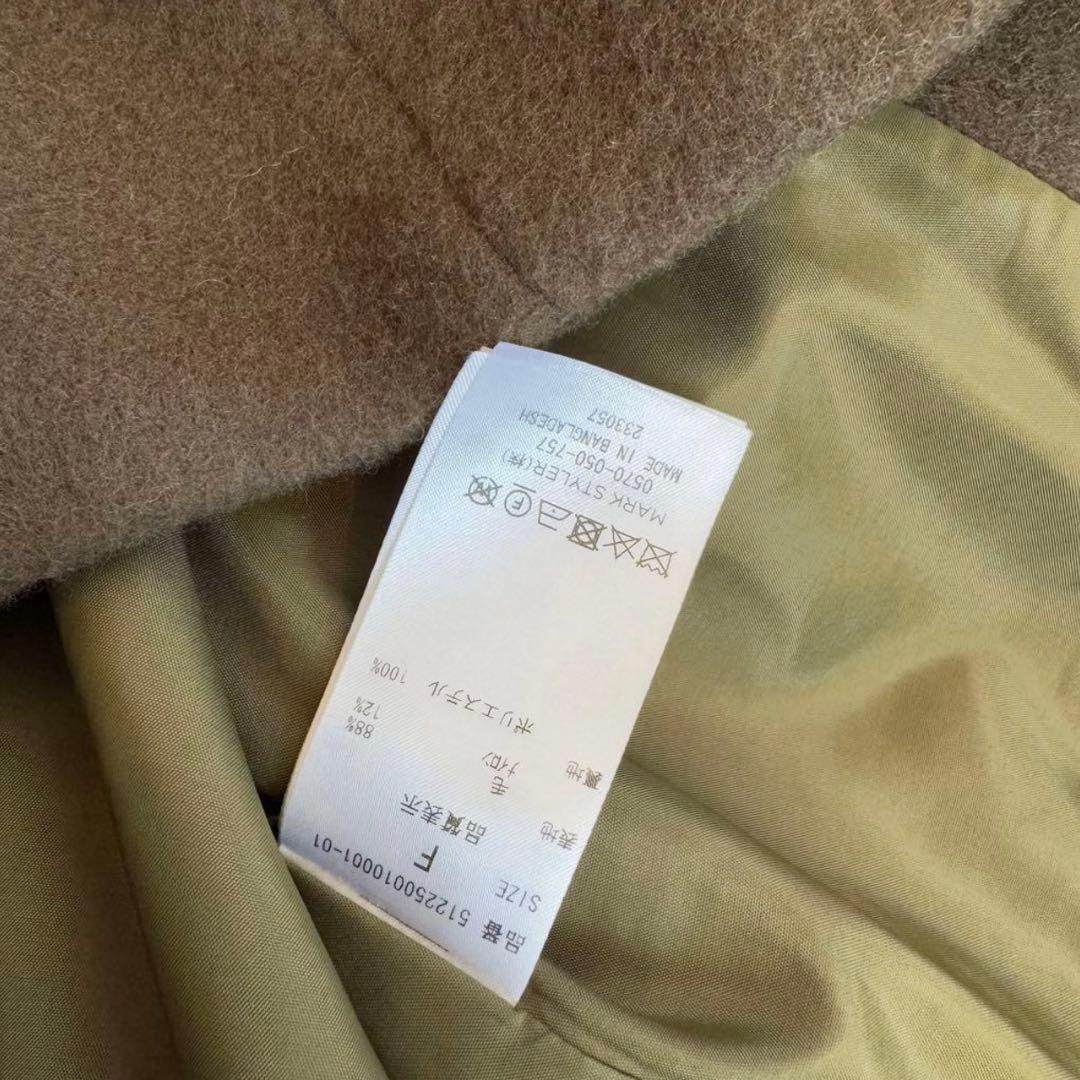 品番 512250010001-01
SIZE F
品質表示
表地 毛 88%
ナイロン 12%
裏地 ポリエステル 100%
MARK STYLER(株)
0570-050-757
MADE IN BANGLADESH
233057